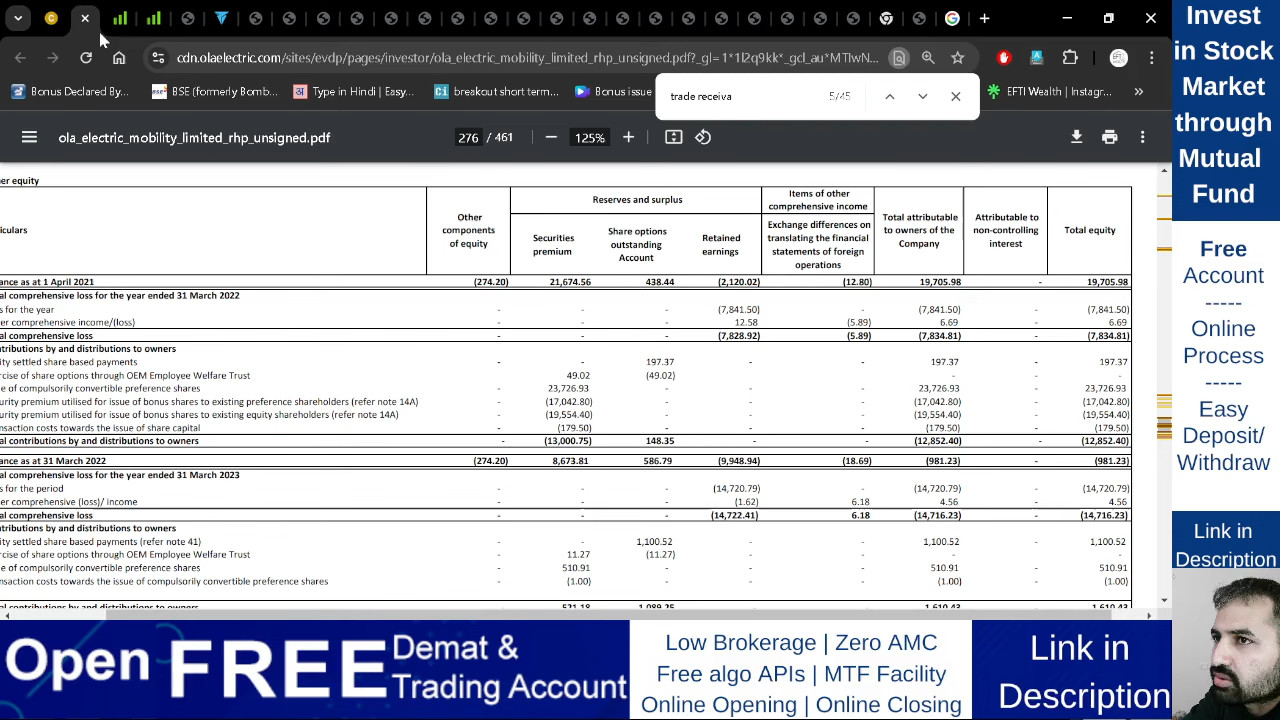 cdn.olaelectric.com/sites/evdp/pages/investor/ola_electric_mobility_limited_rhp_unsigned.pdf?_gl=1*1l2q9kk*_gcl_au*MTIwN...
Bonus Declared By...
BSE (formerly Bomb...
Type in Hindi | Easy...
breakout short term...
Bonus issue
EFTI Wealth | Instagr...
trade receiva 5/45
ola_electric_mobility_limited_rhp_unsigned.pdf 276 / 461 125%
er equity
Reserves and surplus
Items of other comprehensive income
iculars
Other components of equity
Securities premium
Share options outstanding Account
Retained earnings
Exchange differences on translating the financial statements of foreign operations
Total attributable to owners of the Company
Attributable to non-controlling interest
Total equity
ance as at 1 April 2021 (274.20) 21,674.56 438.44 (2,120.02) (12.80) 19,705.98 - 19,705.98
al comprehensive loss for the year ended 31 March 2022
s for the year - - - (7,841.50) - (7,841.50) - (7,841.50)
er comprehensive income/(loss) - - - 12.58 (5.89) 6.69 - 6.69
al comprehensive loss - - - (7,828.92) (5.89) (7,834.81) - (7,834.81)
ntributions by and distributions to owners
ity settled share based payments - - 197.37 - - 197.37 - 197.37
rcise of share options through OEM Employee Welfare Trust - 49.02 (49.02) - - - - -
e of compulsorily convertible preference shares - 23,726.93 - - - 23,726.93 - 23,726.93
urity premium utilised for issue of bonus shares to existing preference shareholders (refer note 14A) - (17,042.80) - - - (17,042.80) - (17,042.80)
urity premium utilised for issue of bonus shares to existing equity shareholders (refer note 14A) - (19,554.40) - - - (19,554.40) - (19,554.40)
nsaction costs towards the issue of share capital - (179.50) - - - (179.50) - (179.50)
al contributions by and distributions to owners - (13,000.75) 148.35 - - (12,852.40) - (12,852.40)
ance as at 31 March 2022 (274.20) 8,673.81 586.79 (9,948.94) (18.69) (981.23) - (981.23)
al comprehensive loss for the year ended 31 March 2023
s for the period - - - (14,720.79) - (14,720.79) - (14,720.79)
er comprehensive (loss)/ income - - - (1.62) 6.18 4.56 - 4.56
al comprehensive loss - - - (14,722.41) 6.18 (14,716.23) - (14,716.23)
ntributions by and distributions to owners
ity settled share based payments (refer note 41) - - 1,100.52 - - 1,100.52 - 1,100.52
rcise of share options through OEM Employee Welfare Trust - 11.27 (11.27) - - - - -
e of compulsorily convertible preference shares - 510.91 - - - 510.91 - 510.91
nsaction costs towards the issue of compulsorily convertible preference shares - (1.00) - - - (1.00) - (1.00)
al contributions by and distributions to owners - 521.18 1,089.25 - - 1,610.43 - 1,610.43
Invest
in Stock
Market
through
Mutual
Fund
Free
Account
-----
Online
Process
-----
Easy
Deposit/
Withdraw
Link in
Description
Open FREE Demat &
Trading Account
Low Brokerage | Zero AMC
Free algo APIs | MTF Facility
Online Opening | Online Closing
Link in
Description